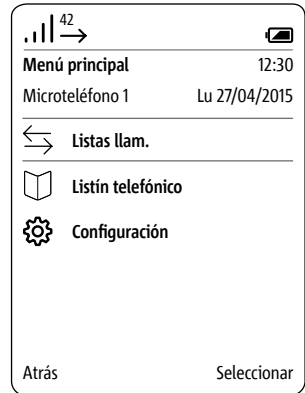 42
Menú principal 12:30
Microteléfono 1 Lu 27/04/2015
Listas llam.
Listín telefónico
Configuración
Atrás Seleccionar